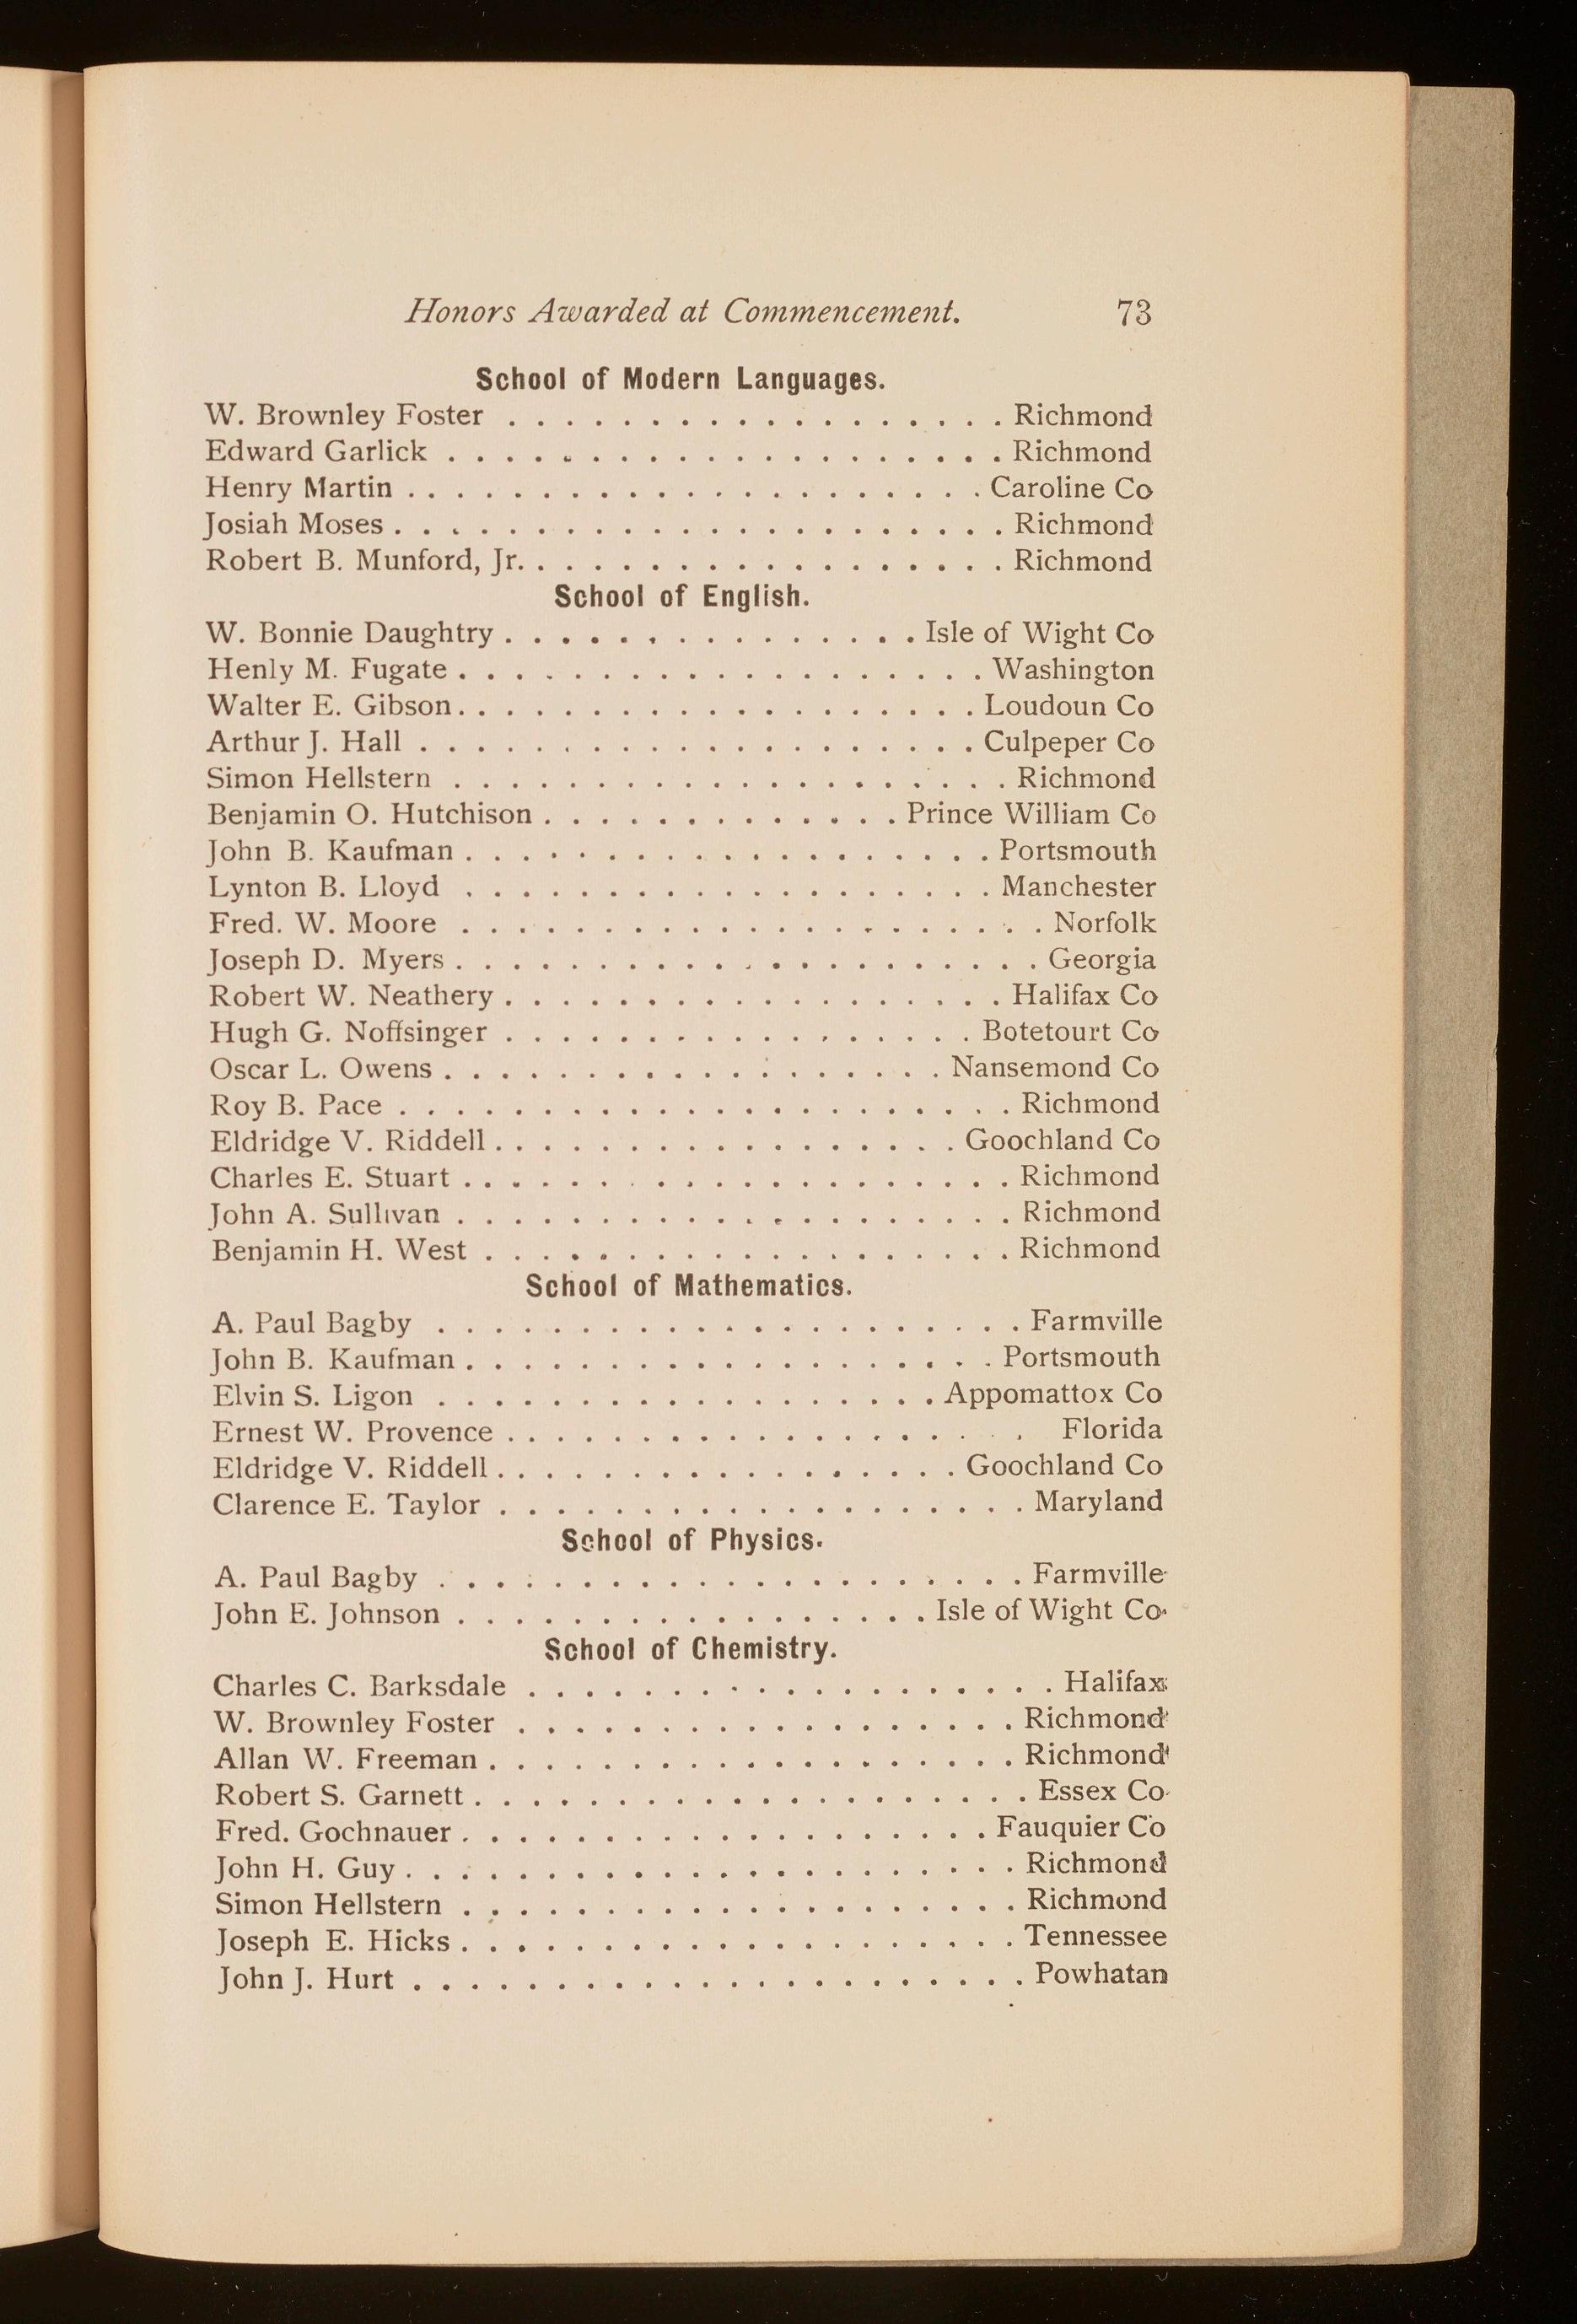 Honors Awarded at Commencement. 73
School of Modern Languages.
W. Brownley Foster . . . . . . . . . . . . . . . . . . Richmond
Edward Garlick . . . . . . . . . . . . . . . . . . . . Richmond
Henry Martin . . . . . . . . . . . . . . . . . . . . . Caroline Co
Josiah Moses . . . . . . . . . . . . . . . . . . . . . . Richmond
Robert B. Munford, Jr. . . . . . . . . . . . . . . . . . Richmond
School of English.
W. Bonnie Daughtry . . . . . . . . . . . . . . . Isle of Wight Co
Henly M. Fugate . . . . . . . . . . . . . . . . . . . Washington
Walter E. Gibson . . . . . . . . . . . . . . . . . . . Loudoun Co
Arthur J. Hall . . . . . . . . . . . . . . . . . . . . Culpeper Co
Simon Hellstern . . . . . . . . . . . . . . . . . . . . Richmond
Benjamin O. Hutchison . . . . . . . . . . . . . Prince William Co
John B. Kaufman . . . . . . . . . . . . . . . . . . . Portsmouth
Lynton B. Lloyd . . . . . . . . . . . . . . . . . . . Manchester
Fred. W. Moore . . . . . . . . . . . . . . . . . . . . . Norfolk
Joseph D. Myers . . . . . . . . . . . . . . . . . . . . . Georgia
Robert W. Neathery . . . . . . . . . . . . . . . . . . Halifax Co
Hugh G. Noffsinger . . . . . . . . . . . . . . . . . Botetourt Co
Oscar L. Owens . . . . . . . . . . . . . . . . . . Nansemond Co
Roy B. Pace . . . . . . . . . . . . . . . . . . . . . . Richmond
Eldridge V. Riddell . . . . . . . . . . . . . . . . . Goochland Co
Charles E. Stuart . . . . . . . . . . . . . . . . . . . . Richmond
John A. Sullivan . . . . . . . . . . . . . . . . . . . . Richmond
Benjamin H. West . . . . . . . . . . . . . . . . . . . Richmond
School of Mathematics.
A. Paul Bagby . . . . . . . . . . . . . . . . . . . . . Farmville
John B. Kaufman . . . . . . . . . . . . . . . . . . . Portsmouth
Elvin S. Ligon . . . . . . . . . . . . . . . . . . Appomattox Co
Ernest W. Provence . . . . . . . . . . . . . . . . . . . Florida
Eldridge V. Riddell . . . . . . . . . . . . . . . . . Goochland Co
Clarence E. Taylor . . . . . . . . . . . . . . . . . . . Maryland
School of Physics.
A. Paul Bagby . . . . . . . . . . . . . . . . . . . . . Farmville
John E. Johnson . . . . . . . . . . . . . . . . . Isle of Wight Co
School of Chemistry.
Charles C. Barksdale . . . . . . . . . . . . . . . . . . . Halifax
W. Brownley Foster . . . . . . . . . . . . . . . . . . Richmond
Allan W. Freeman . . . . . . . . . . . . . . . . . . . Richmond
Robert S. Garnett . . . . . . . . . . . . . . . . . . . . Essex Co
Fred. Gochnauer . . . . . . . . . . . . . . . . . . . Fauquier Co
John H. Guy . . . . . . . . . . . . . . . . . . . . . . Richmond
Simon Hellstern . . . . . . . . . . . . . . . . . . . . Richmond
Joseph E. Hicks . . . . . . . . . . . . . . . . . . . . Tennessee
John J. Hurt . . . . . . . . . . . . . . . . . . . . . . Powhatan